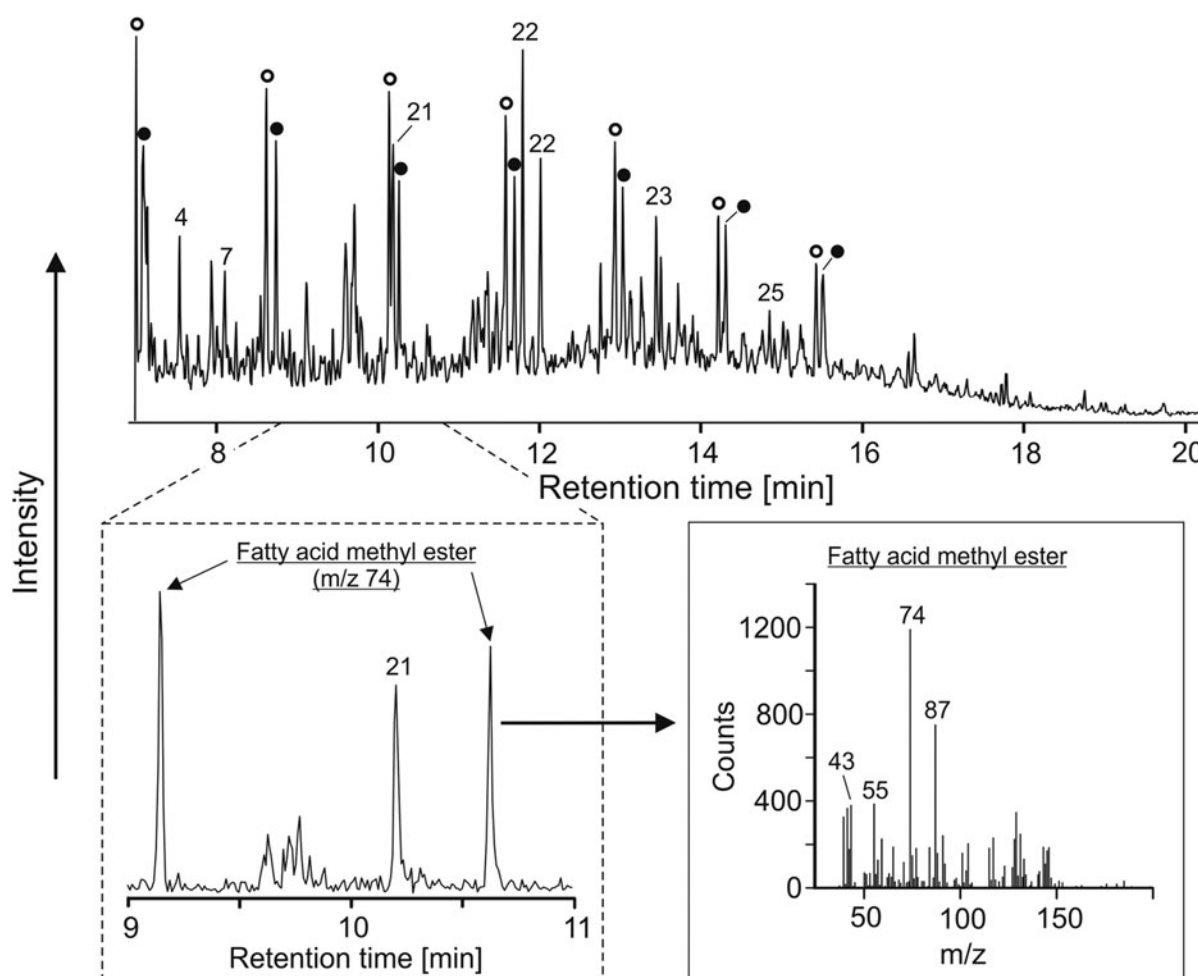 22
21
22
4
7
23
25
8 10 12 14 16 18 20
Retention time [min]
Intensity
Fatty acid methyl ester
(m/z 74)
21
9 10 11
Retention time [min]
Fatty acid methyl ester
74
87
43
55
1200
800
400
0
Counts
50 100 150
m/z